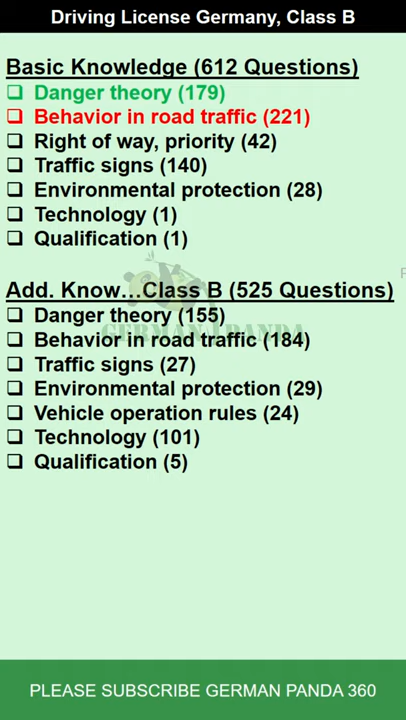 Driving License Germany, Class B
Basic Knowledge (612 Questions)
Danger theory (179)
Behavior in road traffic (221)
Right of way, priority (42)
Traffic signs (140)
Environmental protection (28)
Technology (1)
Qualification (1)
Add. Know…Class B (525 Questions)
Danger theory (155)
GERMAN PANDA
Behavior in road traffic (184)
Traffic signs (27)
Environmental protection (29)
Vehicle operation rules (24)
Technology (101)
Qualification (5)
PLEASE SUBSCRIBE GERMAN PANDA 360